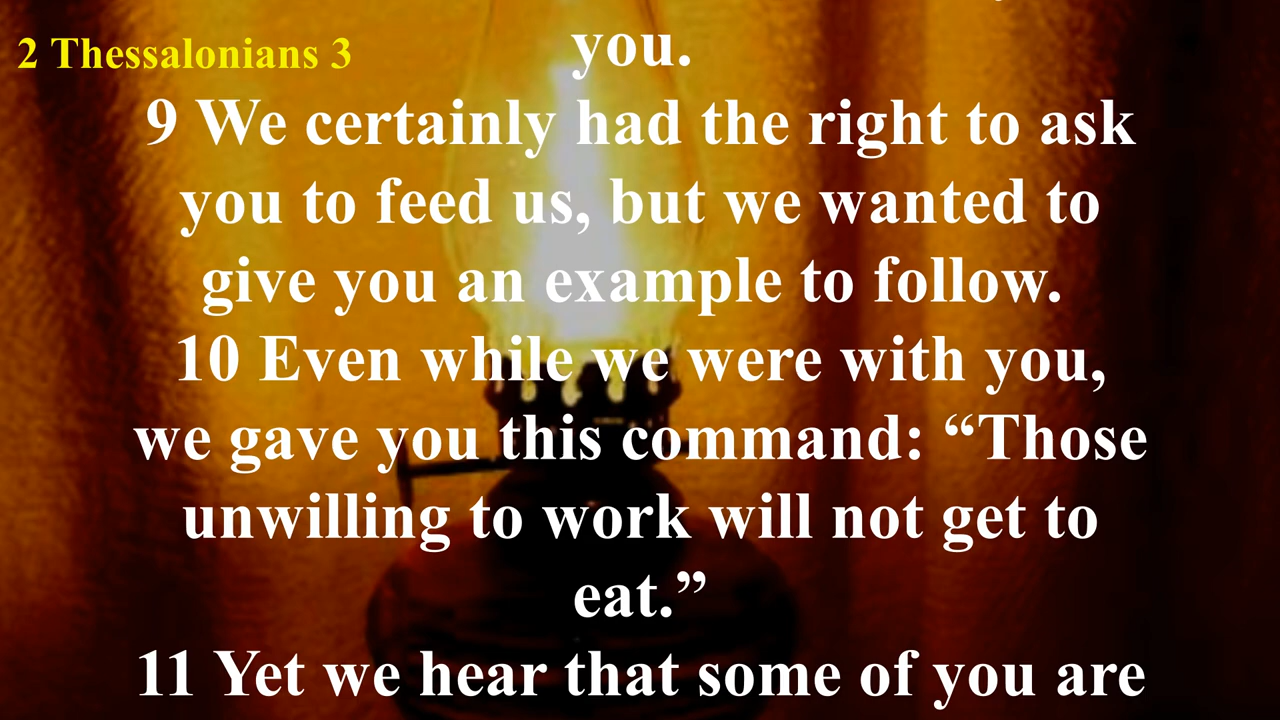 2 Thessalonians 3
you.
9 We certainly had the right to ask
you to feed us, but we wanted to
give you an example to follow.
10 Even while we were with you,
we gave you this command: “Those
unwilling to work will not get to
eat.”
11 Yet we hear that some of you are